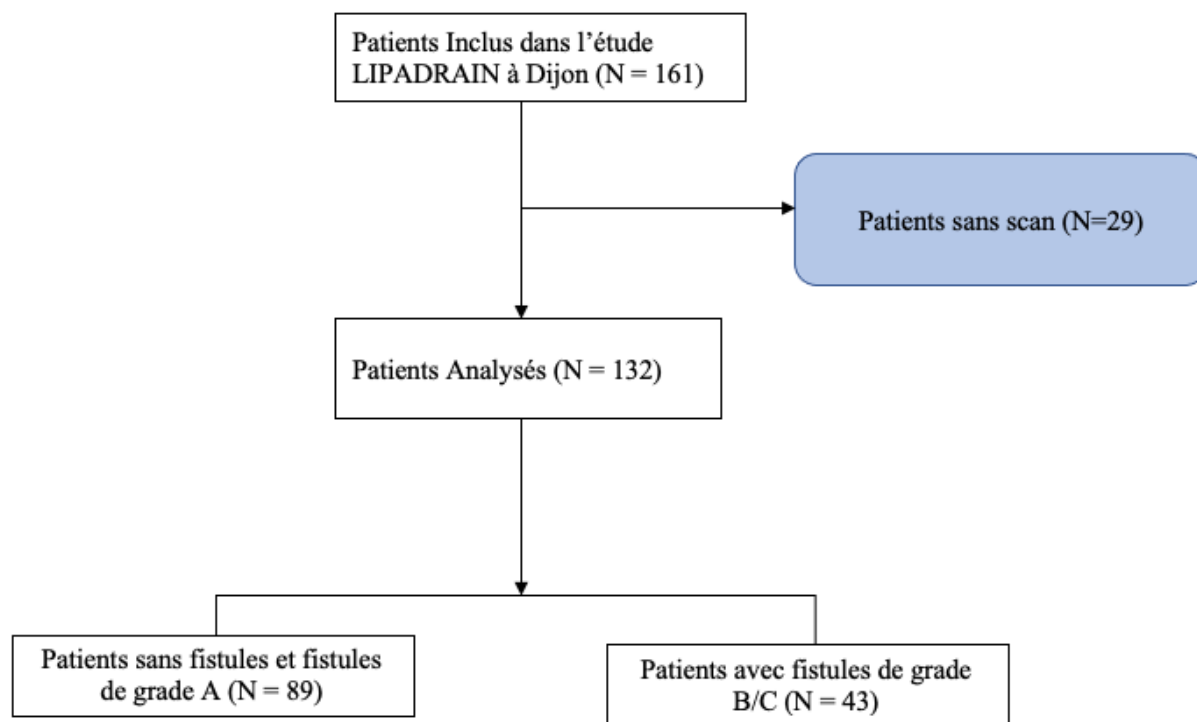 Patients Inclus dans l’étude
LIPADRAIN à Dijon (N = 161)
Patients sans scan (N=29)
Patients Analysés (N = 132)
Patients sans fistules et fistules
de grade A (N = 89)
Patients avec fistules de grade
B/C (N = 43)